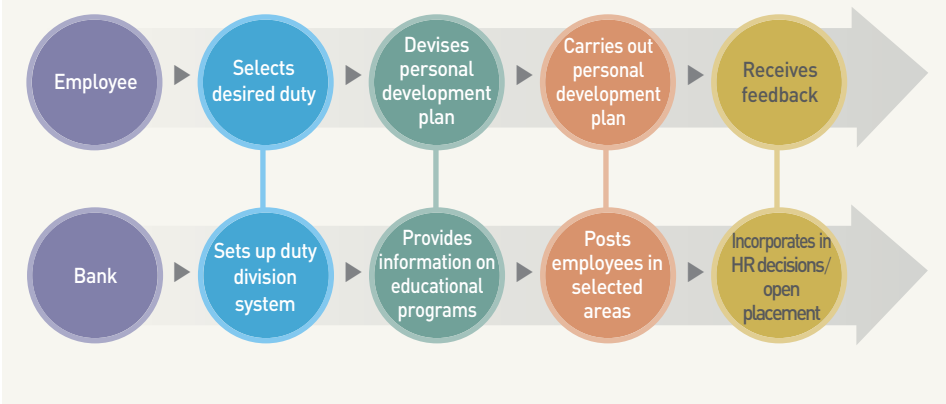 Employee
Selects
desired duty
Devises
personal
development
plan
Carries out
personal
development
plan
Receives
feedback
Bank
Sets up duty
division
system
Provides
information on
educational
programs
Posts
employees in
selected
areas
Incorporates in
HR decisions/
open
placement